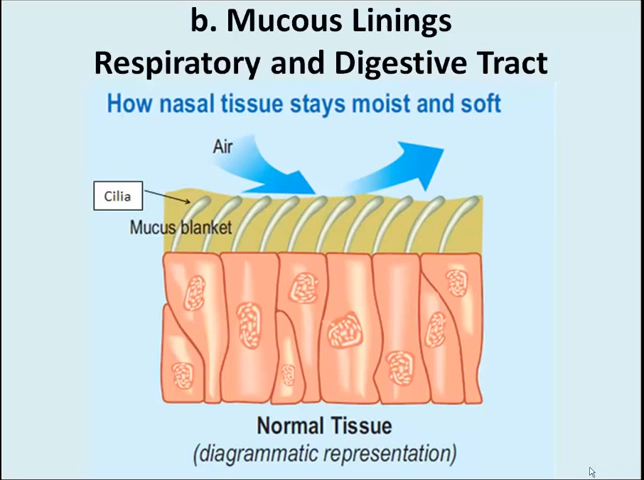 b. Mucous Linings
Respiratory and Digestive Tract
How nasal tissue stays moist and soft
Air
Cilia
Mucus blanket
Normal Tissue
(diagrammatic representation)